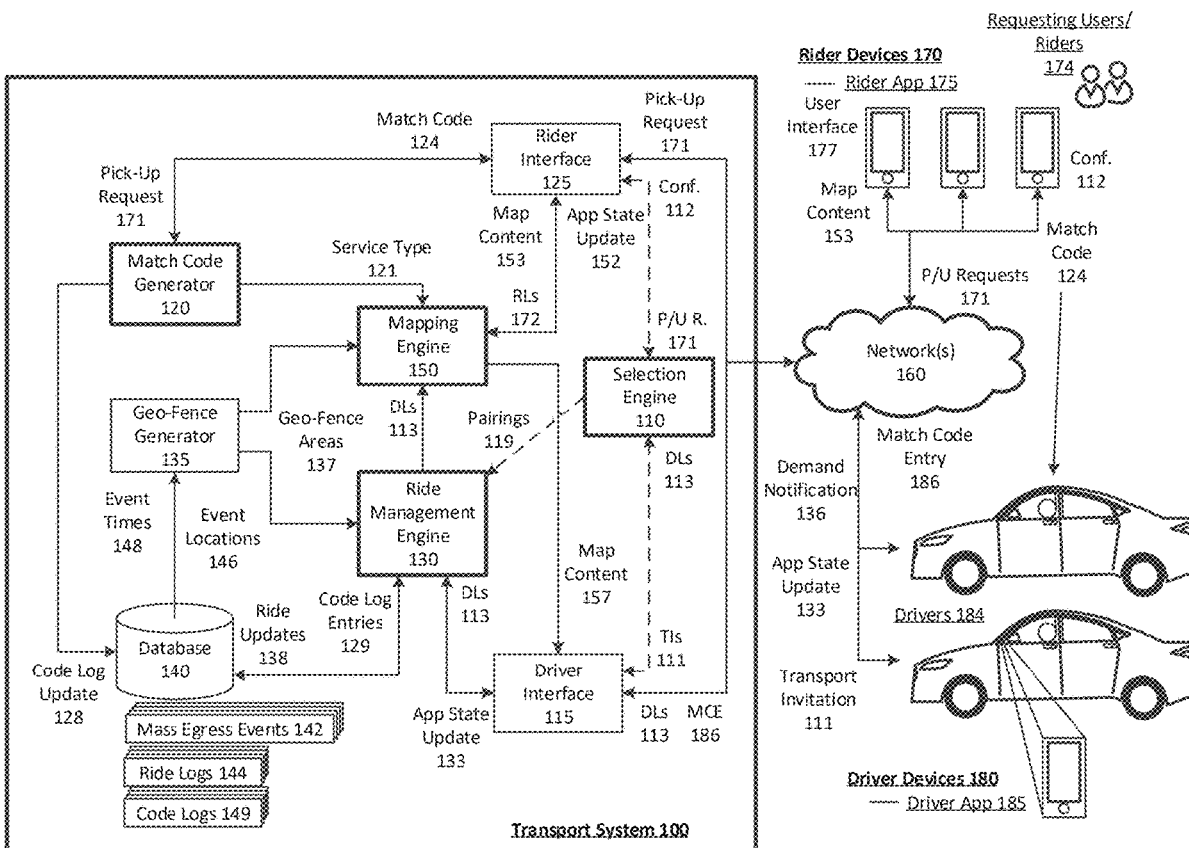 Requesting Users/
Riders
174
Rider Devices 170
Rider App 175
User
Interface
177
Map
Content
153
Conf.
112
Match
Code
124
P/U Requests
171
Match Code
124
Rider
Interface
125
Pick-Up
Request
171
Pick-Up
Request
171
Conf.
112
Map
Content
153
App State
Update
152
Service Type
121
Match Code
Generator
120
RLs
172
P/U R.
171
Mapping
Engine
150
Selection
Engine
110
Network(s)
160
Geo-Fence
Generator
135
Geo-Fence
Areas
137
DLs
113
Pairings
119
DLs
113
Match Code
Entry
186
Demand
Notification
136
Event
Times
148
Event
Locations
146
Ride
Management
Engine
130
Map
Content
157
App State
Update
133
Drivers 184
Database
140
Ride
Updates
138
Code Log
Entries
129
DLs
113
TIs
111
Driver
Interface
115
Code Log
Update
128
App State
Update
133
DLs
113
MCE
186
Transport
Invitation
111
Mass Egress Events 142
Ride Logs 144
Code Logs 149
Driver Devices 180
Driver App 185
Transport System 100